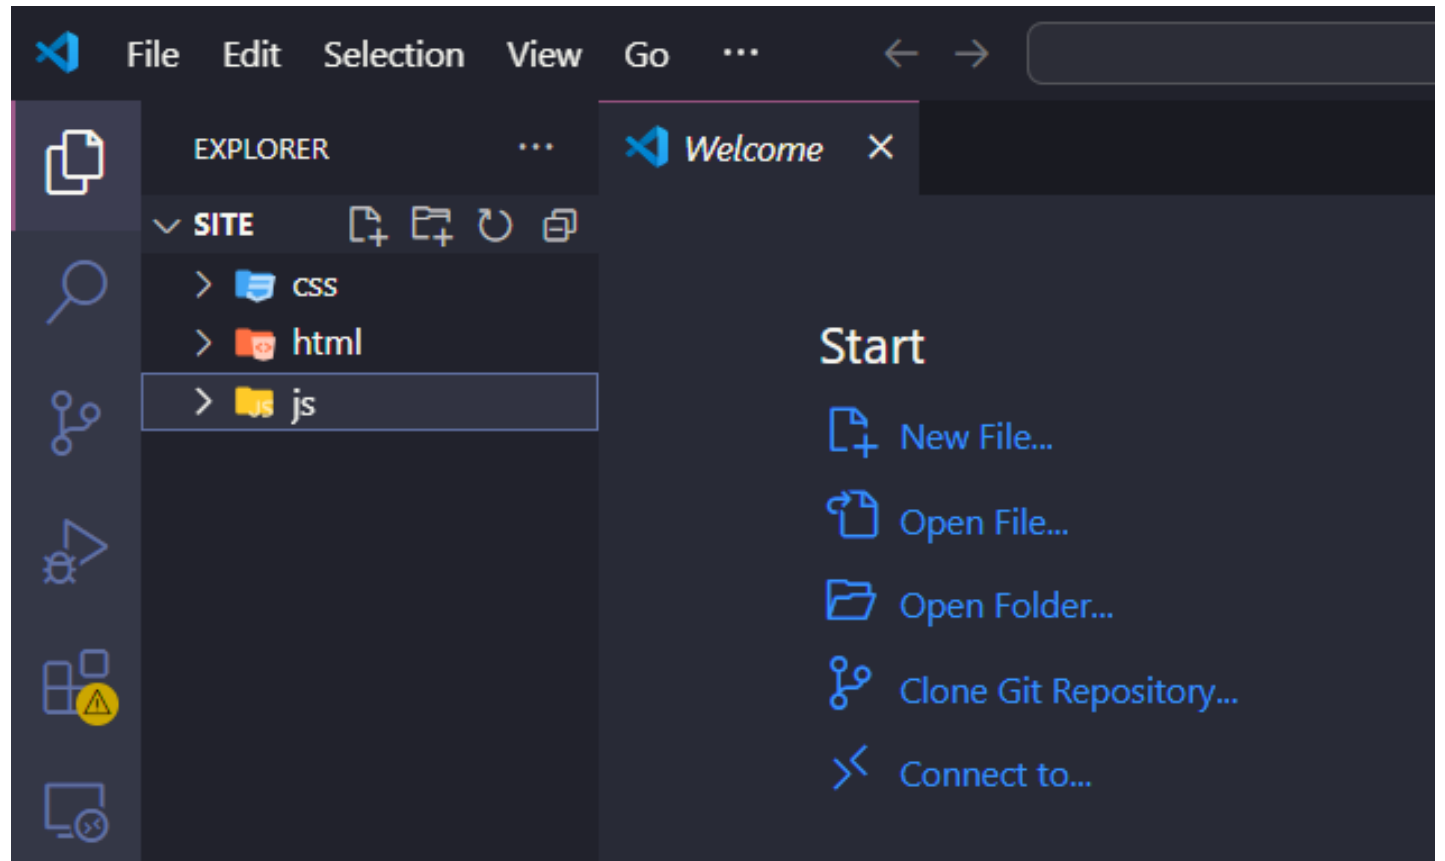 File Edit Selection View Go ...
EXPLORER ...
Welcome
SITE
css
html
js
Start
New File...
Open File...
Open Folder...
Clone Git Repository...
Connect to...